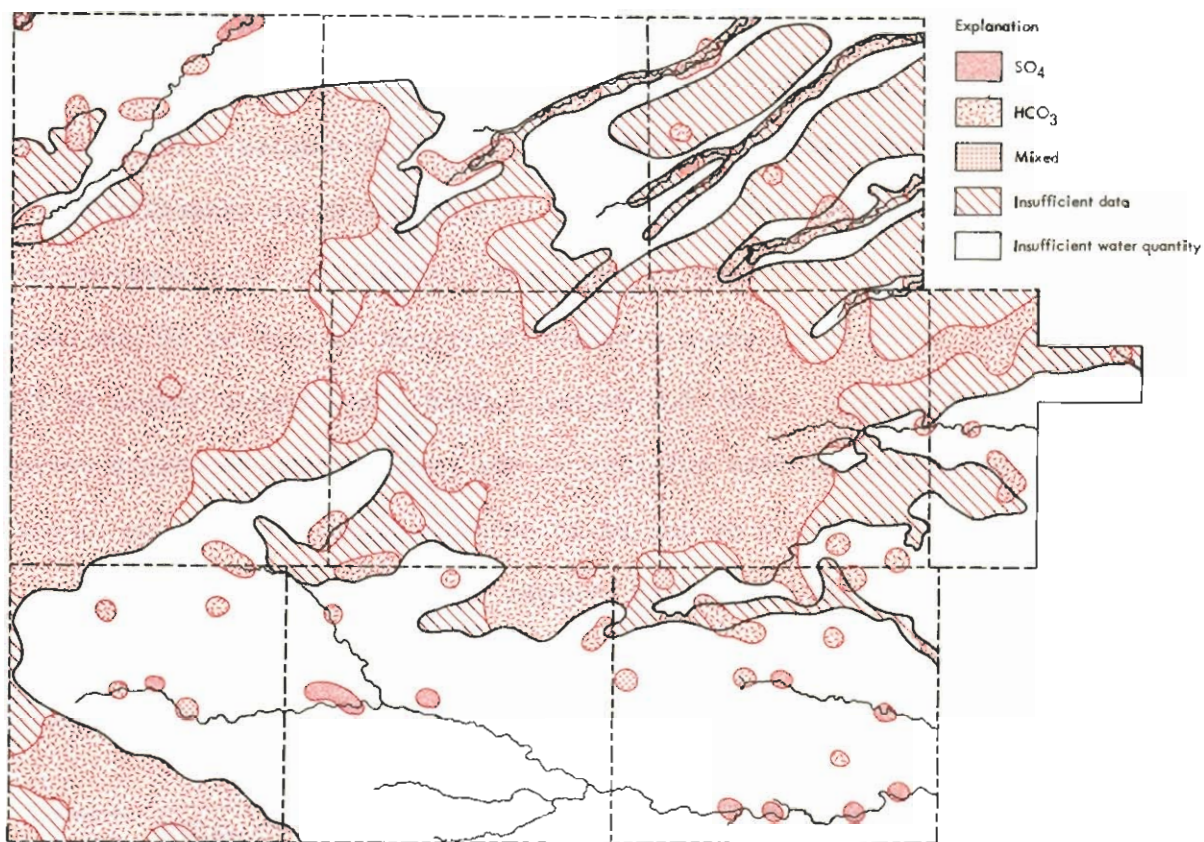 Explanation
SO4
HCO3
Mixed
Insufficient data
Insufficient water quantity